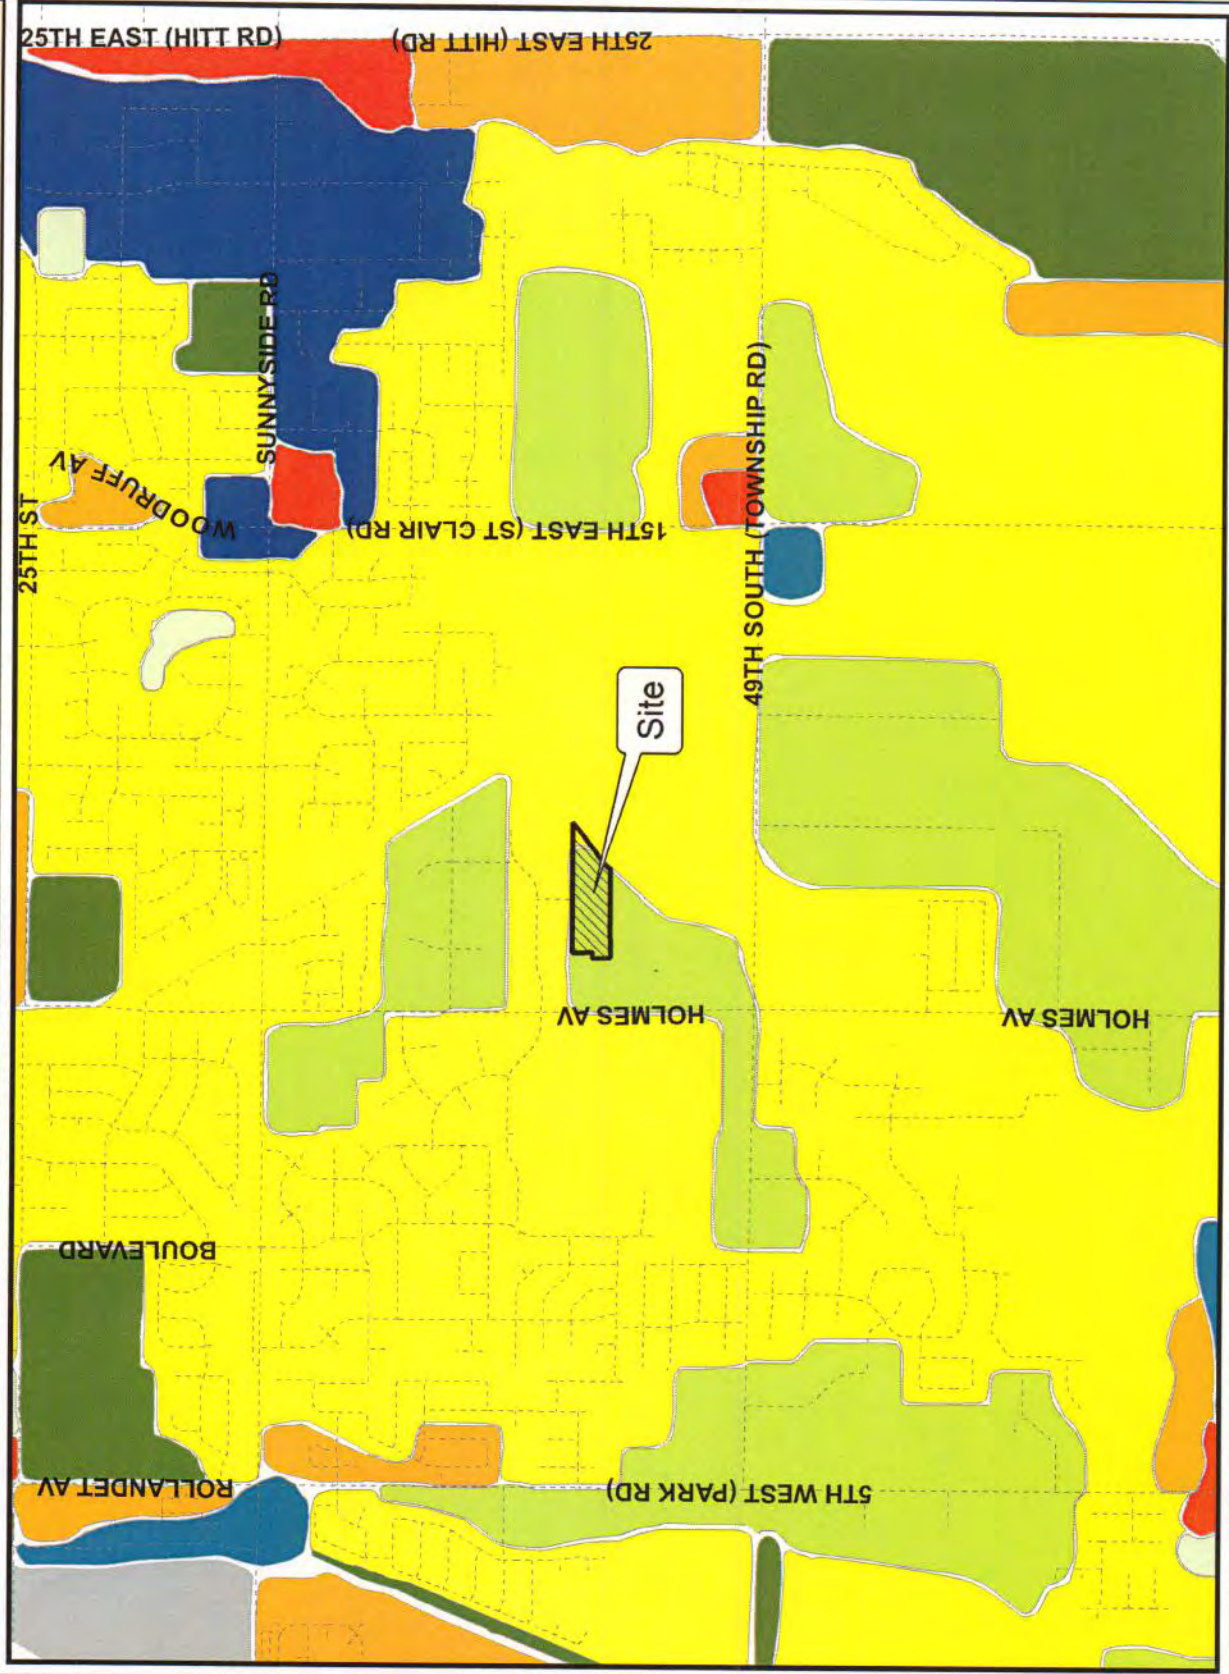 25TH EAST (HITT RD)
25TH EAST (HITT RD)
SUNNYSIDE RD
WOODRUFF AV
25TH ST
15TH EAST (ST CLAIR RD)
49TH SOUTH (TOWNSHIP RD)
Site
HOLMES AV
HOLMES AV
BOULEVARD
ROLLANDET AV
5TH WEST (PARK RD)